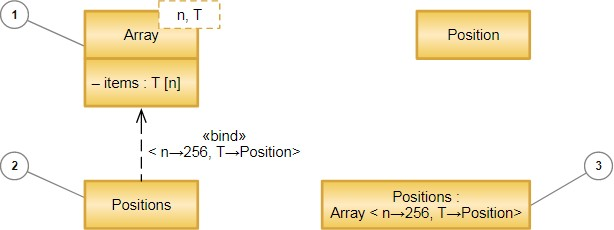 1
n, T
Array
– items : T [n]
Position
«bind»
< n→256, T→Position>
2
Positions
3
Positions :
Array < n→256, T→Position>